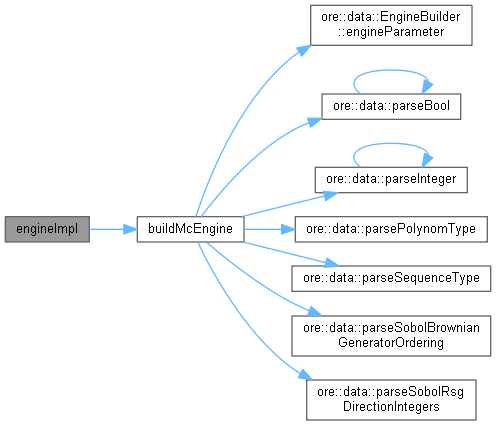 engineImpl
buildMcEngine
ore::data::EngineBuilder
::engineParameter
ore::data::parseBool
ore::data::parseInteger
ore::data::parsePolynomType
ore::data::parseSequenceType
ore::data::parseSobolBrownian
GeneratorOrdering
ore::data::parseSobolRsg
DirectionIntegers